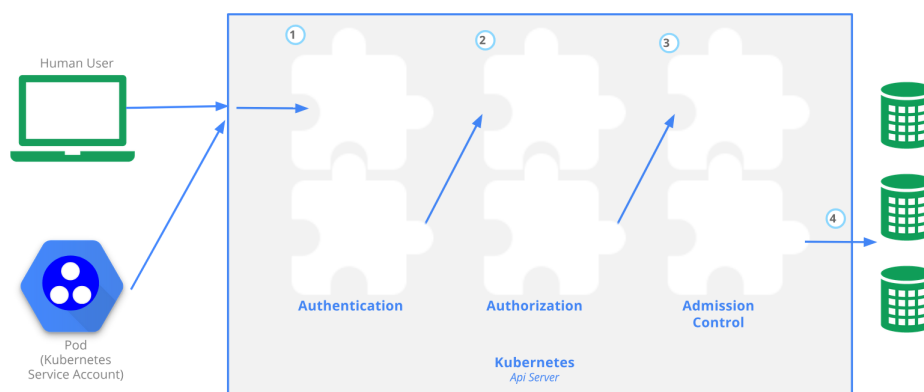 1
2
3
Human User
4
Authentication
Authorization
Admission
Control
Pod
(Kubernetes
Service Account)
Kubernetes
Api Server